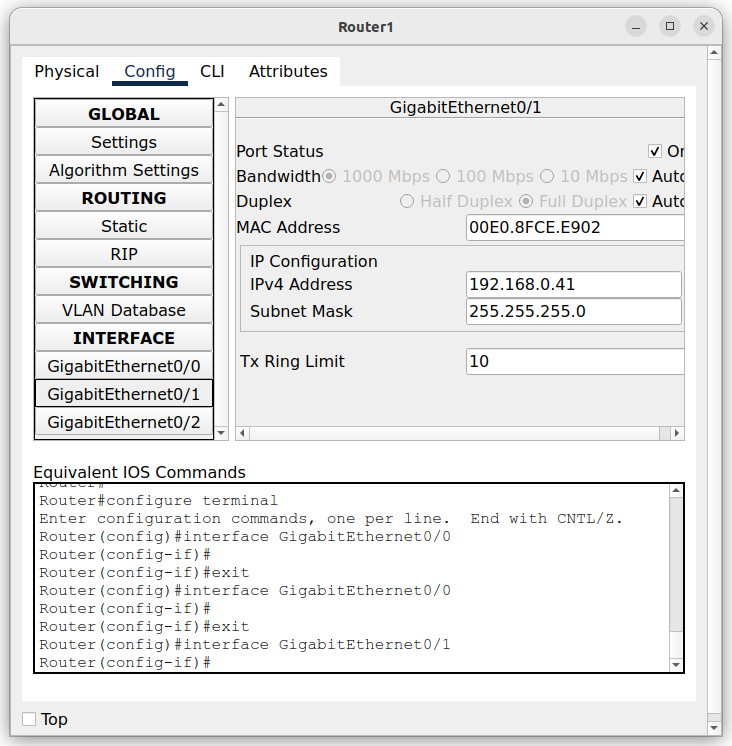 Router1
Physical Config CLI Attributes
GLOBAL
Settings
Algorithm Settings
ROUTING
Static
RIP
SWITCHING
VLAN Database
INTERFACE
GigabitEthernet0/0
GigabitEthernet0/1
GigabitEthernet0/2
GigabitEthernet0/1
Port Status On
Bandwidth 1000 Mbps 100 Mbps 10 Mbps Auto
Duplex Half Duplex Full Duplex Auto
MAC Address 00E0.8FCE.E902
IP Configuration
IPv4 Address 192.168.0.41
Subnet Mask 255.255.255.0
Tx Ring Limit 10
Equivalent IOS Commands
Router#
Router#configure terminal
Enter configuration commands, one per line. End with CNTL/Z.
Router(config)#interface GigabitEthernet0/0
Router(config-if)#
Router(config-if)#exit
Router(config)#interface GigabitEthernet0/0
Router(config-if)#
Router(config-if)#exit
Router(config)#interface GigabitEthernet0/1
Router(config-if)#
Top